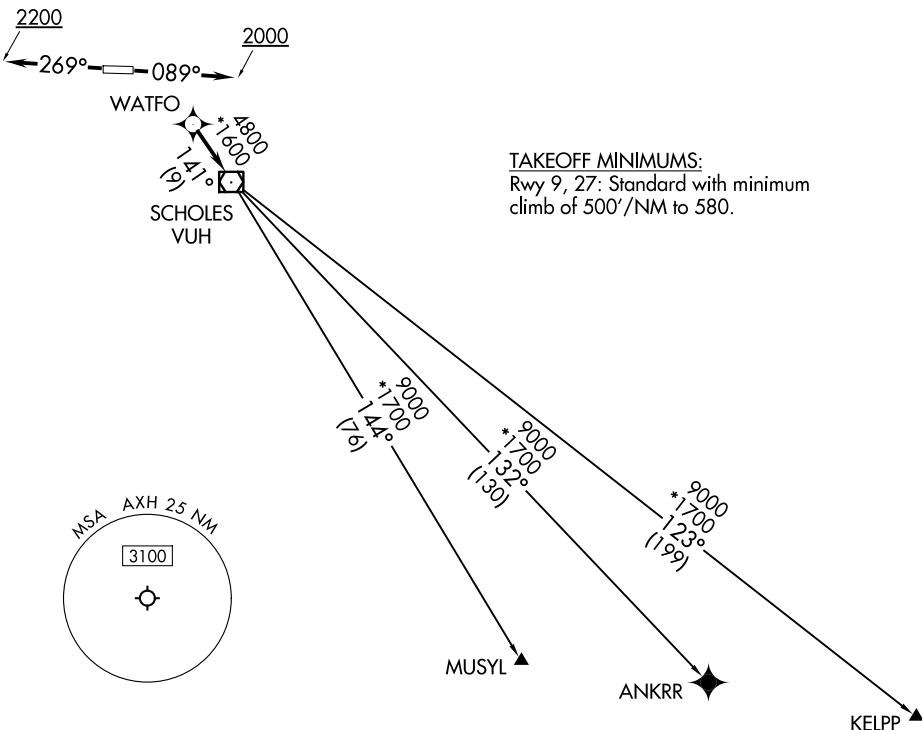 2200
2000
269°
089°
WATFO
4800
*1600
141°
(9)
SCHOLES
VUH
TAKEOFF MINIMUMS:
Rwy 9, 27: Standard with minimum
climb of 500'/NM to 580.
9000
*1700
144°
(76)
9000
*1700
132°
(130)
9000
*1700
123°
(199)
MSA AXH 25 NM
3100
MUSYL
ANKRR
KELPP